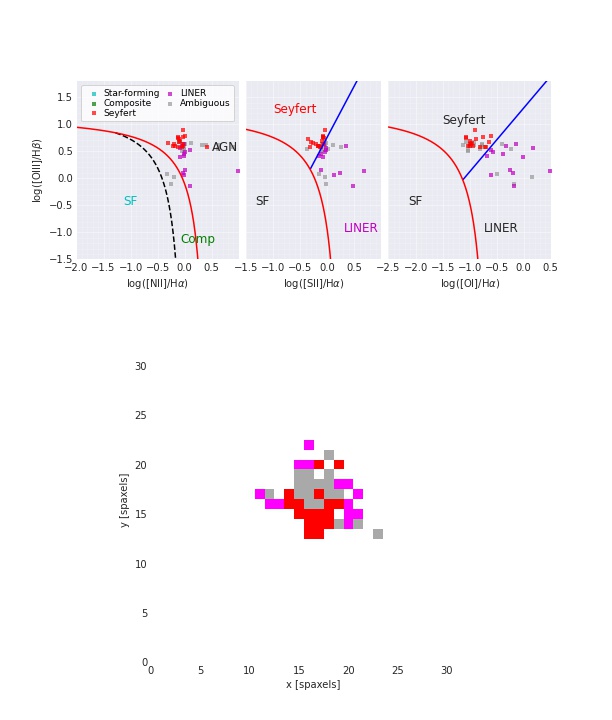 Star-forming
Composite
Seyfert
LINER
Ambiguous
1.5
1.0
0.5
0.0
−0.5
−1.0
−1.5
log([OIII]/Hβ)
AGN
SF
Comp
−2.0 −1.5 −1.0 −0.5 0.0 0.5
log([NII]/Hα)
Seyfert
SF
LINER
−1.5 −1.0 −0.5 0.0 0.5
log([SII]/Hα)
Seyfert
SF
LINER
−2.5 −2.0 −1.5 −1.0 −0.5 0.0 0.5
log([OI]/Hα)
30
25
20
15
10
5
0
y [spaxels]
0 5 10 15 20 25 30
x [spaxels]